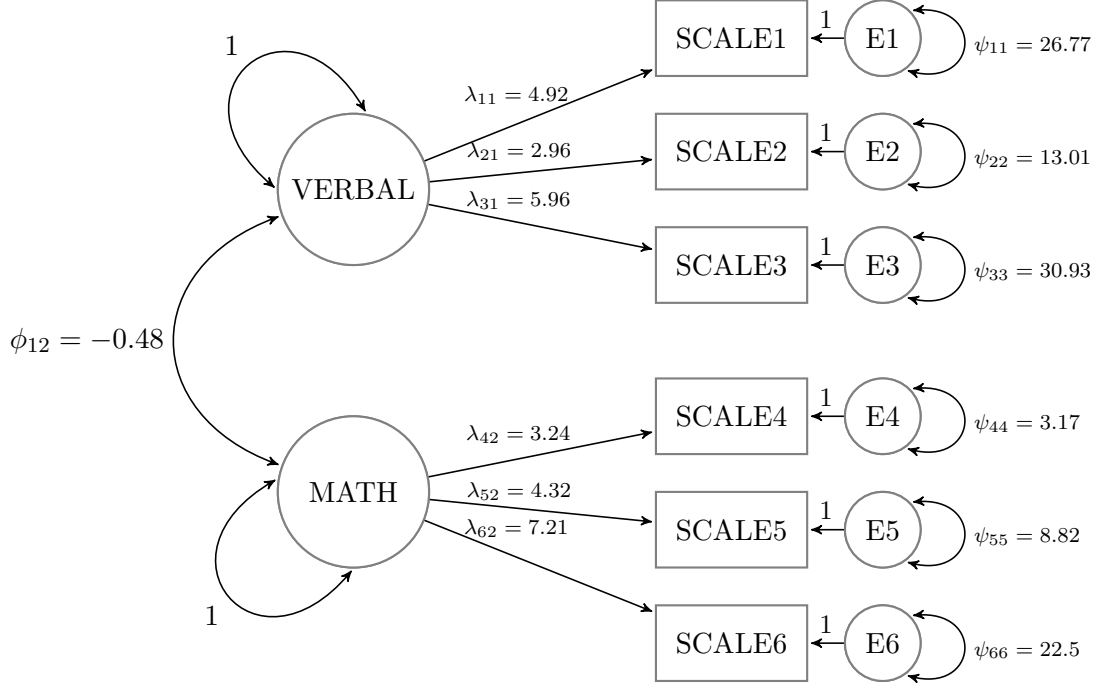 1
SCALE1
1
E1
ψ₁₁ = 26.77
λ₁₁ = 4.92
SCALE2
1
E2
ψ₂₂ = 13.01
λ₂₁ = 2.96
VERBAL
λ₃₁ = 5.96
SCALE3
1
E3
ψ₃₃ = 30.93
ϕ₁₂ = −0.48
SCALE4
1
E4
ψ₄₄ = 3.17
λ₄₂ = 3.24
MATH
λ₅₂ = 4.32
λ₆₂ = 7.21
SCALE5
1
E5
ψ₅₅ = 8.82
1
SCALE6
1
E6
ψ₆₆ = 22.5